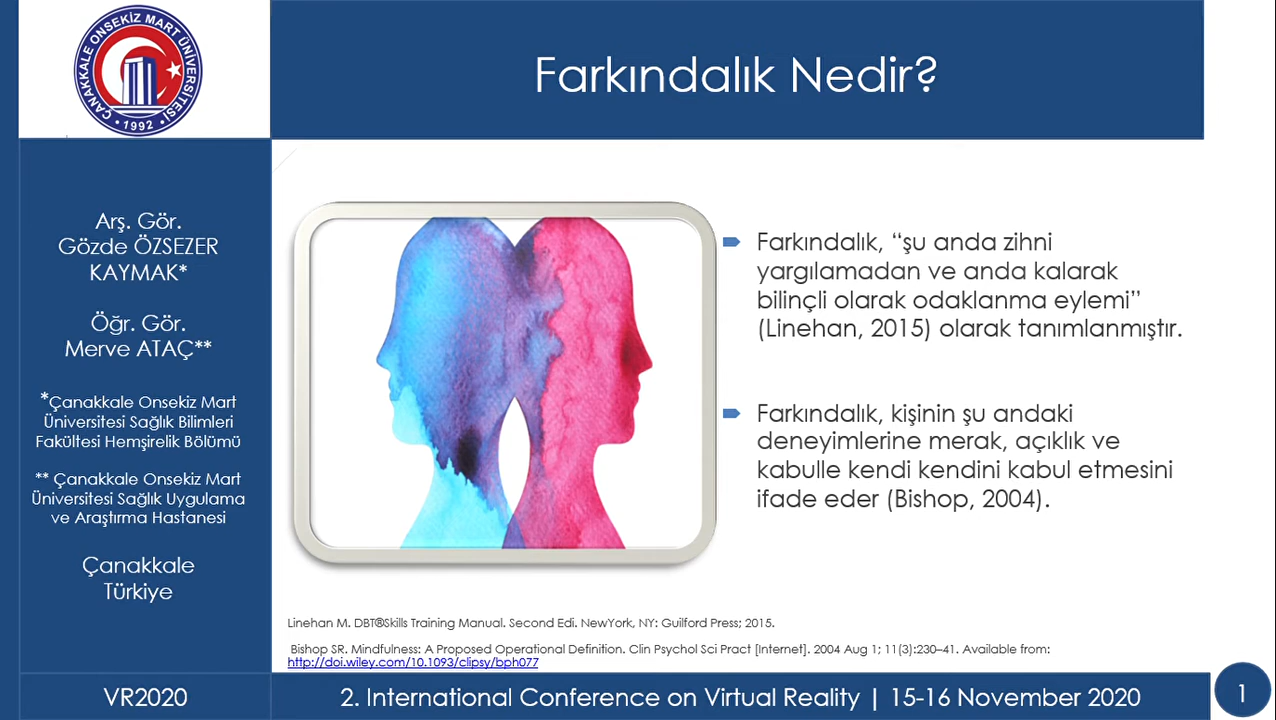 ÇANAKKALE ONSEKİZ MART ÜNİVERSİTESİ
• 1992 •
Farkındalık Nedir?
Arş. Gör.
Gözde ÖZSEZER
KAYMAK*
Öğr. Gör.
Merve ATAÇ**
*Çanakkale Onsekiz Mart
Üniversitesi Sağlık Bilimleri
Fakültesi Hemşirelik Bölümü
** Çanakkale Onsekiz Mart
Üniversitesi Sağlık Uygulama
ve Araştırma Hastanesi
Çanakkale
Türkiye
Farkındalık, “şu anda zihni
yargılamadan ve anda kalarak
bilinçli olarak odaklanma eylemi”
(Linehan, 2015) olarak tanımlanmıştır.
Farkındalık, kişinin şu andaki
deneyimlerine merak, açıklık ve
kabulle kendi kendini kabul etmesini
ifade eder (Bishop, 2004).
Linehan M. DBT®Skills Training Manual. Second Edi. NewYork, NY: Guilford Press; 2015.
Bishop SR. Mindfulness: A Proposed Operational Definition. Clin Psychol Sci Pract [Internet]. 2004 Aug 1; 11(3):230–41. Available from:
http://doi.wiley.com/10.1093/clipsy/bph077
VR2020
2. International Conference on Virtual Reality | 15-16 November 2020
1